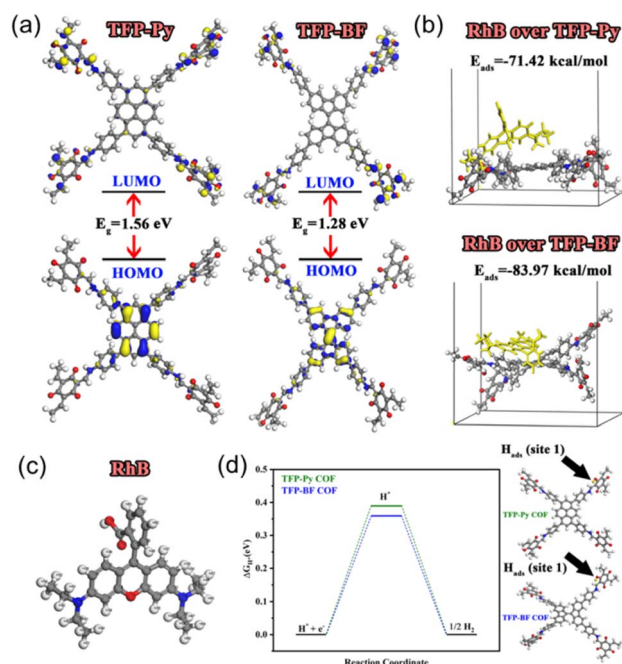 (a)
TFP-Py
TFP-BF
LUMO
LUMO
Eg=1.56 eV
Eg=1.28 eV
HOMO
HOMO
(b)
RhB over TFP-Py
Eads=-71.42 kcal/mol
RhB over TFP-BF
Eads=-83.97 kcal/mol
(c)
RhB
(d)
TFP-Py COF
TFP-BF COF
H*
0.5
0.4
0.3
0.2
0.1
0.0
ΔGH*(eV)
H+ + e-
1/2 H2
Reaction Coordinate
Hads (site 1)
TFP-Py COF
Hads (site 1)
TFP-BF COF